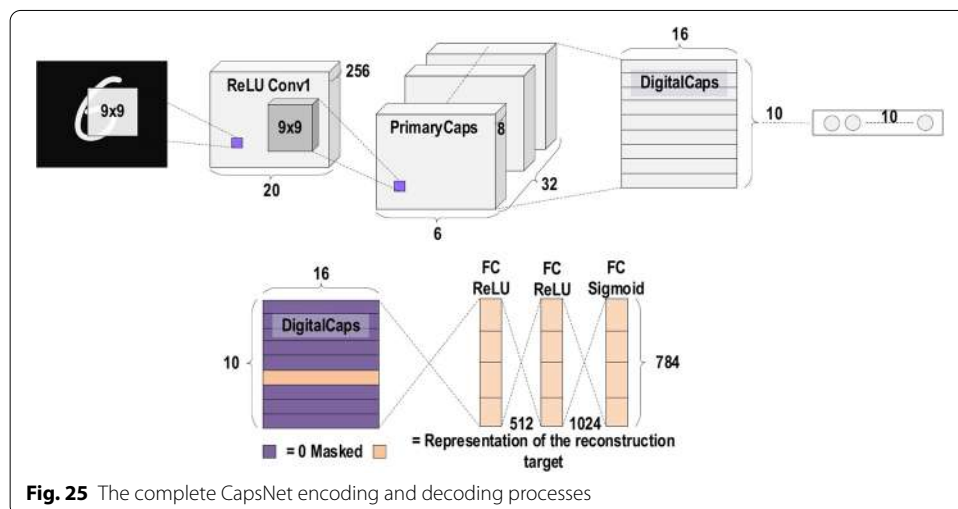 16
256
ReLU Conv1
DigitalCaps
9x9
9x9
PrimaryCaps
8
10
10
20
32
6
16
FC
ReLU
FC
ReLU
FC
Sigmoid
DigitalCaps
10
784
512
1024
= 0 Masked
= Representation of the reconstruction
target
Fig. 25 The complete CapsNet encoding and decoding processes